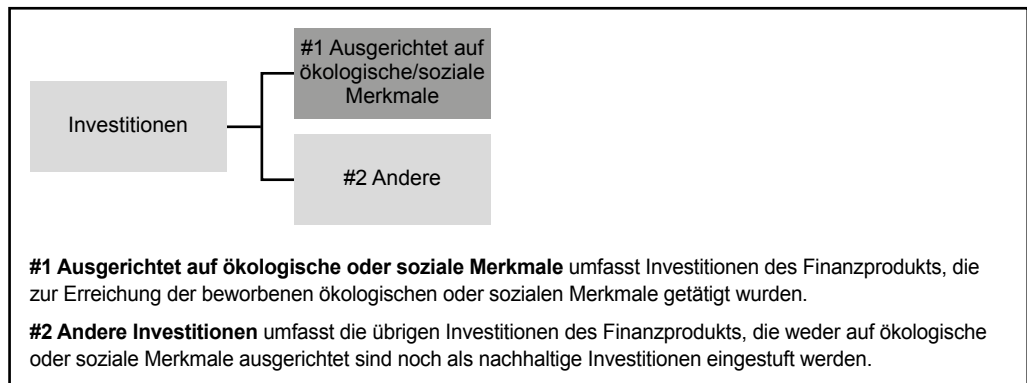 #1 Ausgerichtet auf
ökologische/soziale
Merkmale
Investitionen
#2 Andere
#1 Ausgerichtet auf ökologische oder soziale Merkmale umfasst Investitionen des Finanzprodukts, die
zur Erreichung der beworbenen ökologischen oder sozialen Merkmale getätigt wurden.
#2 Andere Investitionen umfasst die übrigen Investitionen des Finanzprodukts, die weder auf ökologische
oder soziale Merkmale ausgerichtet sind noch als nachhaltige Investitionen eingestuft werden.